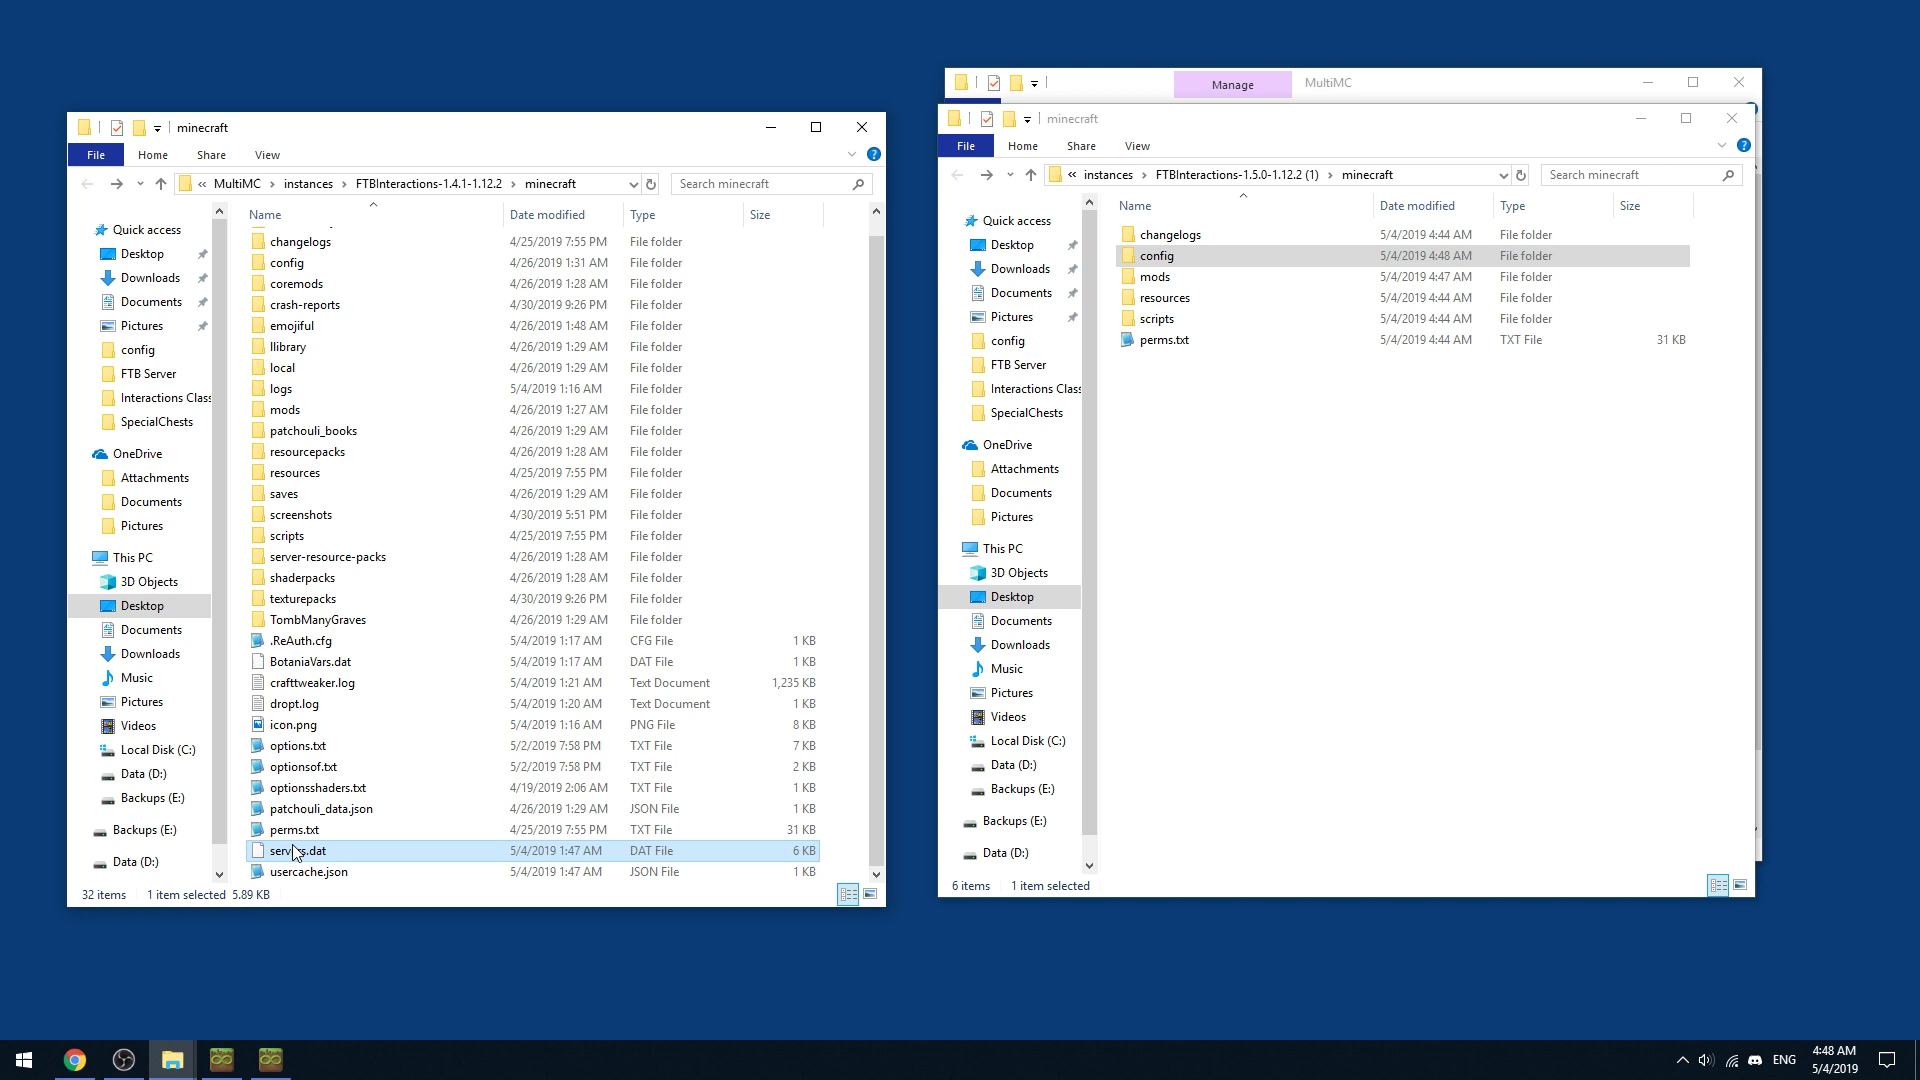 Manage
MultiMC
minecraft
File
Home
Share
View
« MultiMC › instances › FTBInteractions-1.4.1-1.12.2 › minecraft
Search minecraft
Name
Date modified
Type
Size
Quick access
Desktop
Downloads
Documents
Pictures
config
FTB Server
Interactions Class
SpecialChests
OneDrive
Attachments
Documents
Pictures
This PC
3D Objects
Desktop
Documents
Downloads
Music
Pictures
Videos
Local Disk (C:)
Data (D:)
Backups (E:)
Backups (E:)
Data (D:)
changelogs 4/25/2019 7:55 PM File folder
config 4/26/2019 1:31 AM File folder
coremods 4/26/2019 1:28 AM File folder
crash-reports 4/30/2019 9:26 PM File folder
emojiful 4/26/2019 1:48 AM File folder
llibrary 4/26/2019 1:29 AM File folder
local 4/26/2019 1:29 AM File folder
logs 5/4/2019 1:16 AM File folder
mods 4/26/2019 1:27 AM File folder
patchouli_books 4/26/2019 1:29 AM File folder
resourcepacks 4/26/2019 1:28 AM File folder
resources 4/25/2019 7:55 PM File folder
saves 4/26/2019 1:29 AM File folder
screenshots 4/30/2019 5:51 PM File folder
scripts 4/25/2019 7:55 PM File folder
server-resource-packs 4/26/2019 1:28 AM File folder
shaderpacks 4/26/2019 1:28 AM File folder
texturepacks 4/30/2019 9:26 PM File folder
TombManyGraves 4/26/2019 1:29 AM File folder
.ReAuth.cfg 5/4/2019 1:17 AM CFG File 1 KB
BotaniaVars.dat 5/4/2019 1:17 AM DAT File 1 KB
crafttweaker.log 5/4/2019 1:21 AM Text Document 1,235 KB
dropt.log 5/4/2019 1:20 AM Text Document 1 KB
icon.png 5/4/2019 1:16 AM PNG File 8 KB
options.txt 5/2/2019 7:58 PM TXT File 7 KB
optionsof.txt 5/2/2019 7:58 PM TXT File 2 KB
optionsshaders.txt 4/19/2019 2:06 AM TXT File 1 KB
patchouli_data.json 4/26/2019 1:29 AM JSON File 1 KB
perms.txt 4/25/2019 7:55 PM TXT File 31 KB
servers.dat 5/4/2019 1:47 AM DAT File 6 KB
usercache.json 5/4/2019 1:47 AM JSON File 1 KB
32 items 1 item selected 5.89 KB
minecraft
File
Home
Share
View
« instances › FTBInteractions-1.5.0-1.12.2 (1) › minecraft
Search minecraft
Name
Date modified
Type
Size
Quick access
Desktop
Downloads
Documents
Pictures
config
FTB Server
Interactions Class
SpecialChests
OneDrive
Attachments
Documents
Pictures
This PC
3D Objects
Desktop
Documents
Downloads
Music
Pictures
Videos
Local Disk (C:)
Data (D:)
Backups (E:)
Backups (E:)
Data (D:)
changelogs 5/4/2019 4:44 AM File folder
config 5/4/2019 4:48 AM File folder
mods 5/4/2019 4:47 AM File folder
resources 5/4/2019 4:44 AM File folder
scripts 5/4/2019 4:44 AM File folder
perms.txt 5/4/2019 4:44 AM TXT File 31 KB
6 items 1 item selected
ENG
4:48 AM
5/4/2019